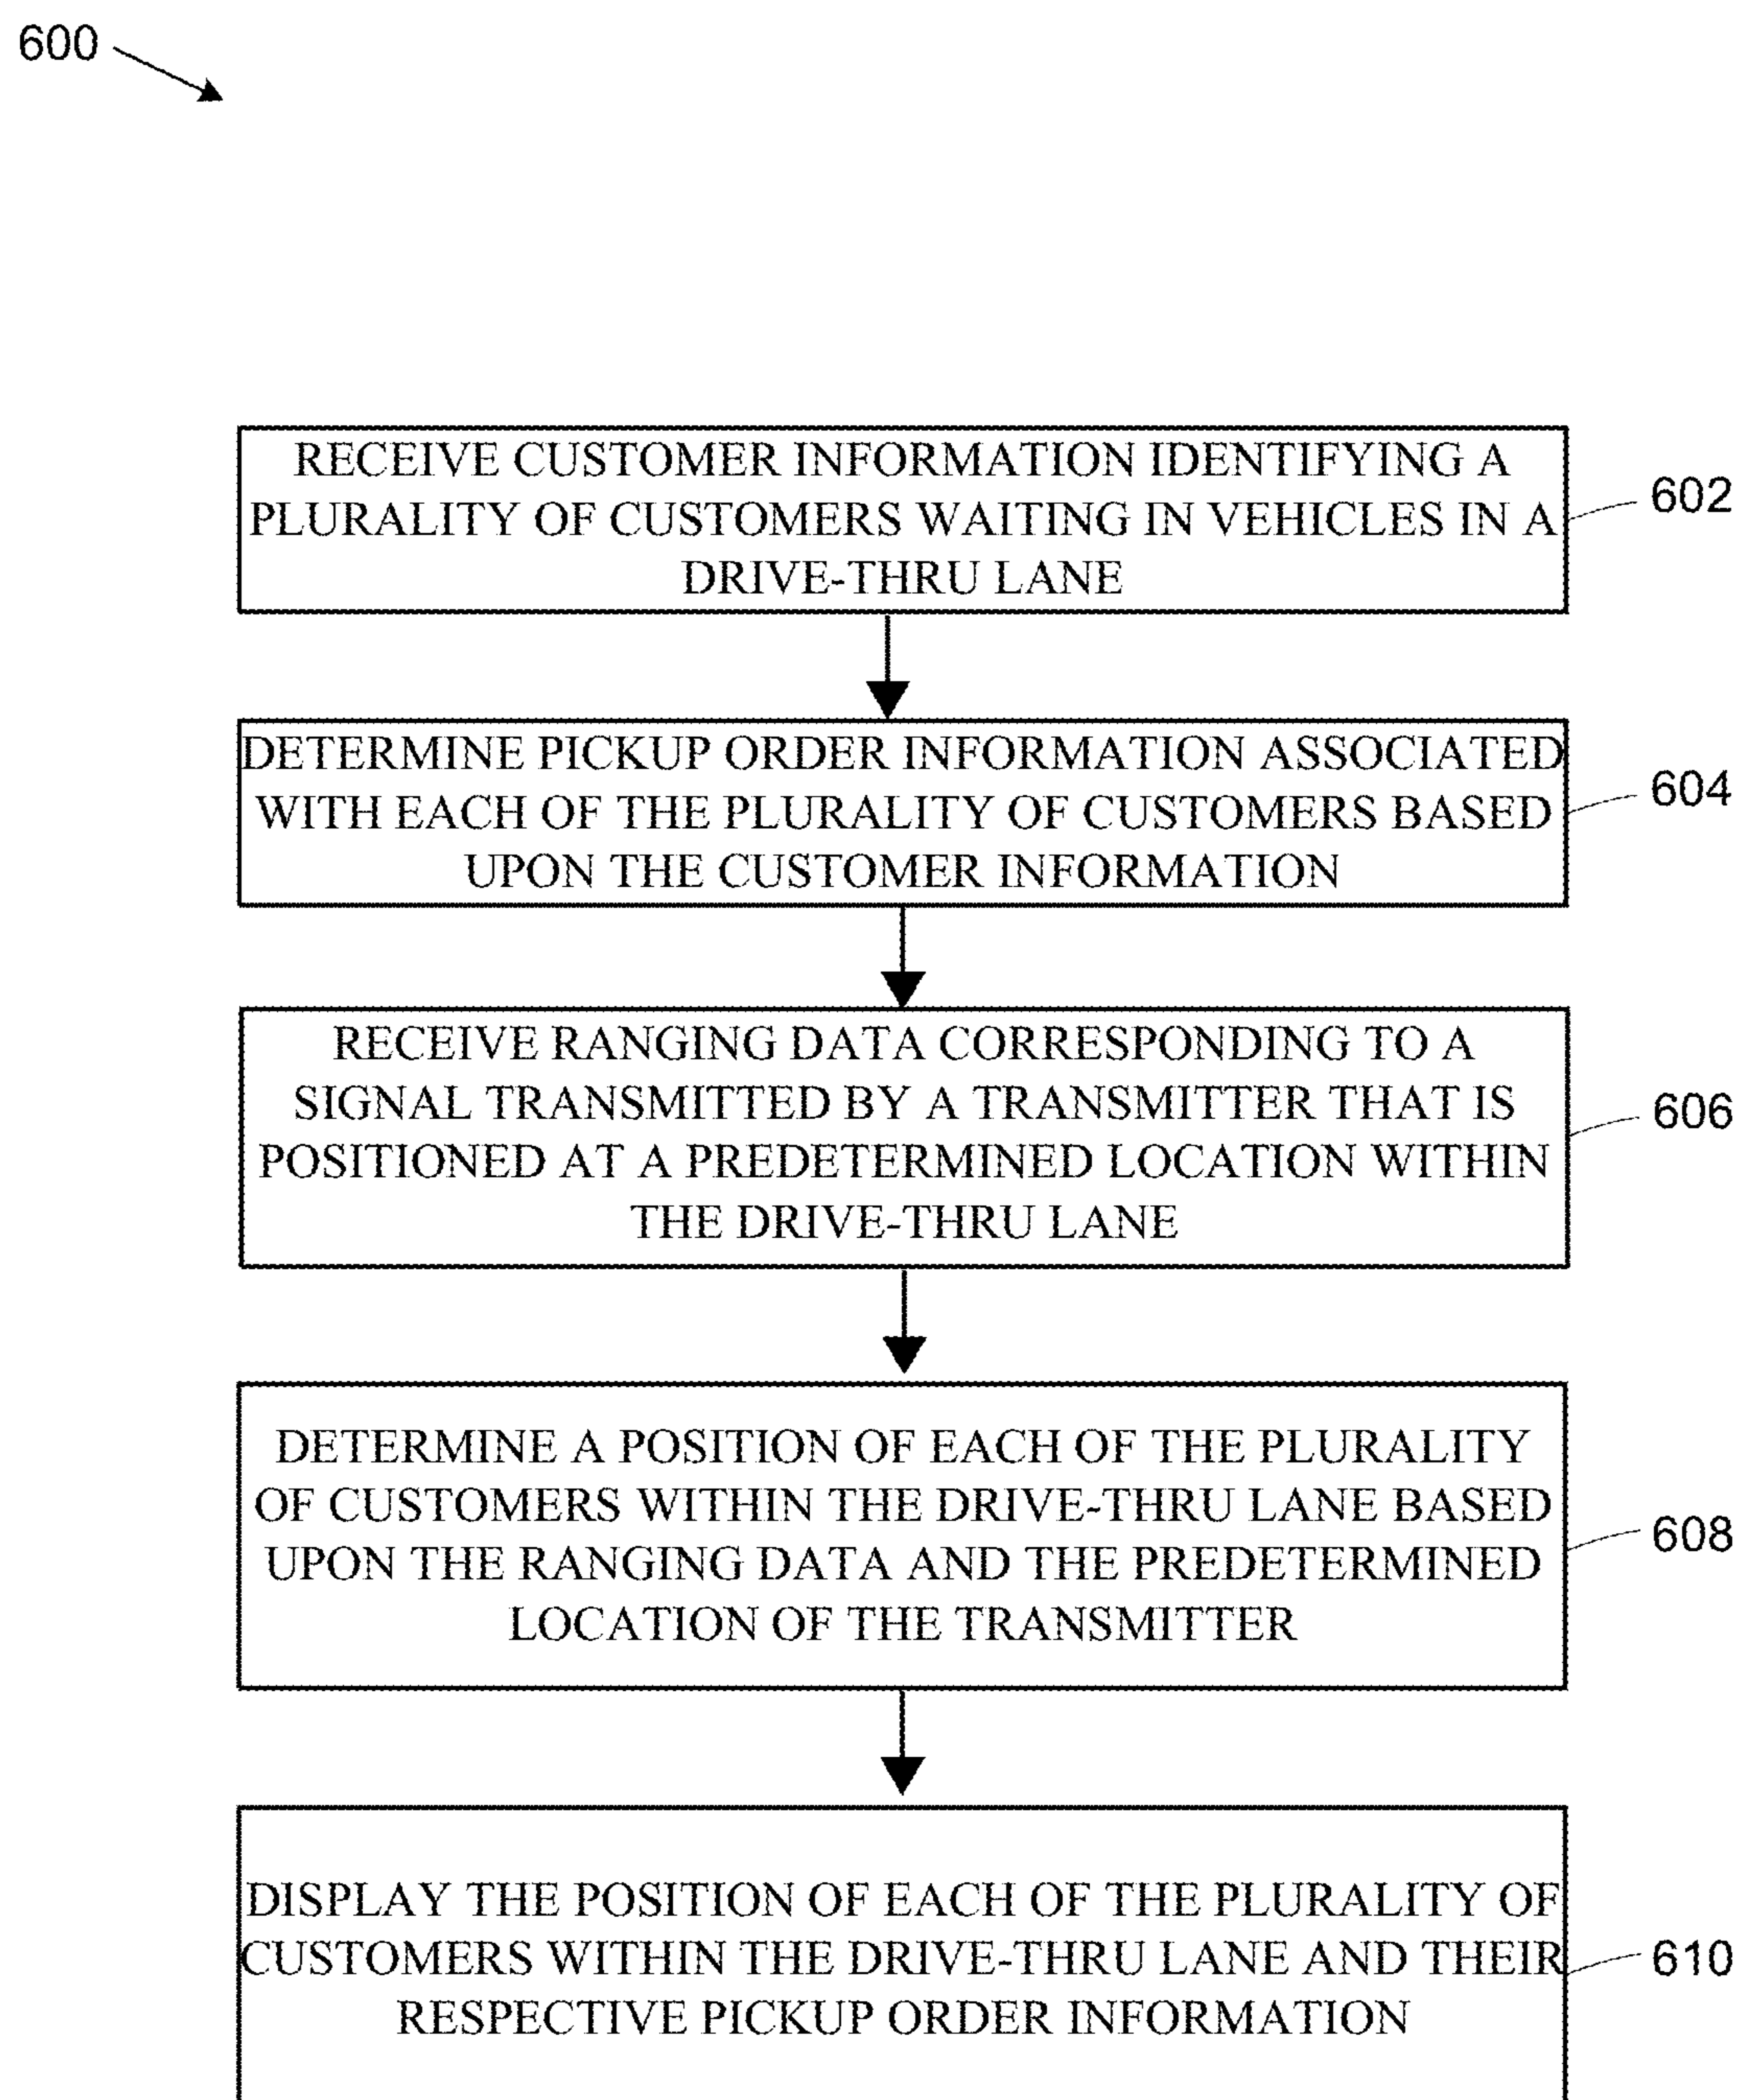 600
RECEIVE CUSTOMER INFORMATION IDENTIFYING A
PLURALITY OF CUSTOMERS WAITING IN VEHICLES IN A
DRIVE-THRU LANE
602
DETERMINE PICKUP ORDER INFORMATION ASSOCIATED
WITH EACH OF THE PLURALITY OF CUSTOMERS BASED
UPON THE CUSTOMER INFORMATION
604
RECEIVE RANGING DATA CORRESPONDING TO A
SIGNAL TRANSMITTED BY A TRANSMITTER THAT IS
POSITIONED AT A PREDETERMINED LOCATION WITHIN
THE DRIVE-THRU LANE
606
DETERMINE A POSITION OF EACH OF THE PLURALITY
OF CUSTOMERS WITHIN THE DRIVE-THRU LANE BASED
UPON THE RANGING DATA AND THE PREDETERMINED
LOCATION OF THE TRANSMITTER
608
DISPLAY THE POSITION OF EACH OF THE PLURALITY OF
CUSTOMERS WITHIN THE DRIVE-THRU LANE AND THEIR
RESPECTIVE PICKUP ORDER INFORMATION
610